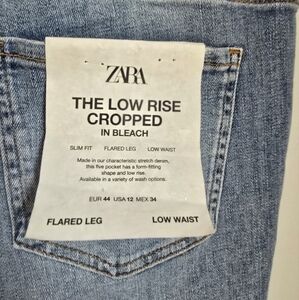 ZARA
THE LOW RISE
CROPPED
IN BLEACH
SLIM FIT FLARED LEG LOW WAIST
Made in our characteristic stretch denim,
this five pocket has a form-fitting
shape and low rise.
Available in a variety of wash options.
EUR 44 USA 12 MEX 34
FLARED LEG LOW WAIST